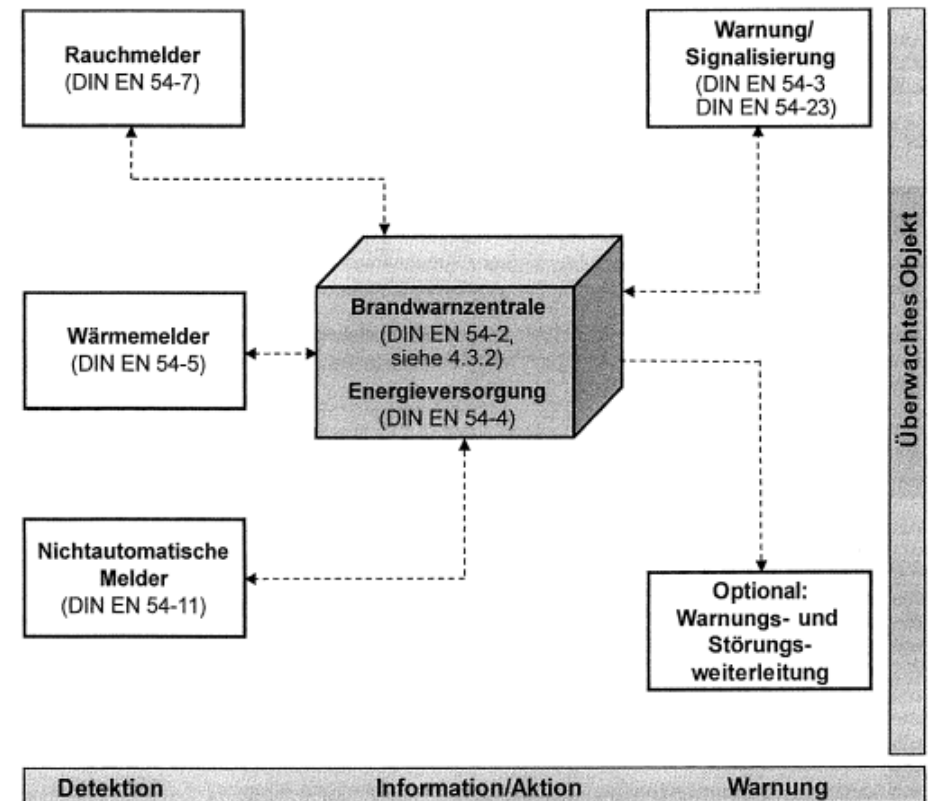 Rauchmelder
(DIN EN 54-7)
Warnung/
Signalisierung
(DIN EN 54-3
DIN EN 54-23)
Wärmemelder
(DIN EN 54-5)
Brandwarnzentrale
(DIN EN 54-2,
siehe 4.3.2)
Energieversorgung
(DIN EN 54-4)
Nichtautomatische
Melder
(DIN EN 54-11)
Optional:
Warnungs- und
Störungs-
weiterleitung
Überwachtes Objekt
Detektion Information/Aktion Warnung